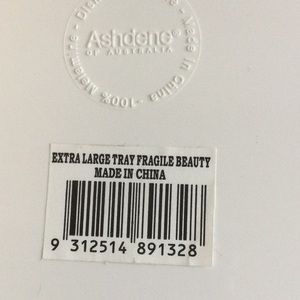 Ashdene®
OF AUSTRALIA
Made in China - 100% Melamine -
EXTRA LARGE TRAY FRAGILE BEAUTY
MADE IN CHINA
9 312514 891328